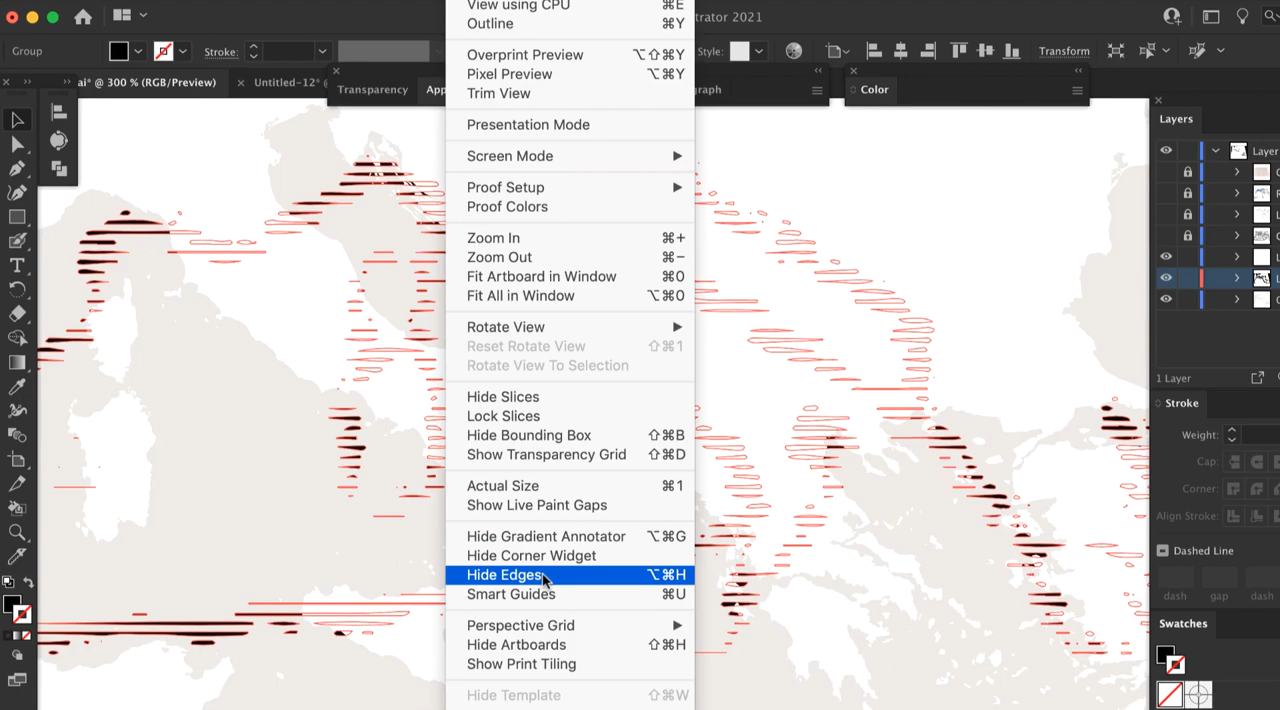 View using CPU ⌘E
trator 2021
Outline ⌘Y
Group
Stroke:
Overprint Preview ⌥⇧⌘Y
Style:
Transform
Pixel Preview ⌥⌘Y
ai* @ 300 % (RGB/Preview)
× Untitled-12*
Transparency
App
Trim View
graph
Color
Presentation Mode
Layers
Screen Mode
Layer
Proof Setup
Proof Colors
Zoom In ⌘+
Zoom Out ⌘−
Fit Artboard in Window ⌘0
Fit All in Window ⌥⌘0
Rotate View
Reset Rotate View ⇧⌘1
Rotate View To Selection
1 Layer
Hide Slices
Stroke
Lock Slices
Hide Bounding Box ⇧⌘B
Weight:
Show Transparency Grid ⇧⌘D
Cap:
Actual Size ⌘1
Corner:
Show Live Paint Gaps
Align Stroke:
Hide Gradient Annotator ⌥⌘G
Hide Corner Widget
Dashed Line
Hide Edges ⌥⌘H
Smart Guides ⌘U
dash gap dash
Perspective Grid
Swatches
Hide Artboards ⇧⌘H
Show Print Tiling
Hide Template ⇧⌘W